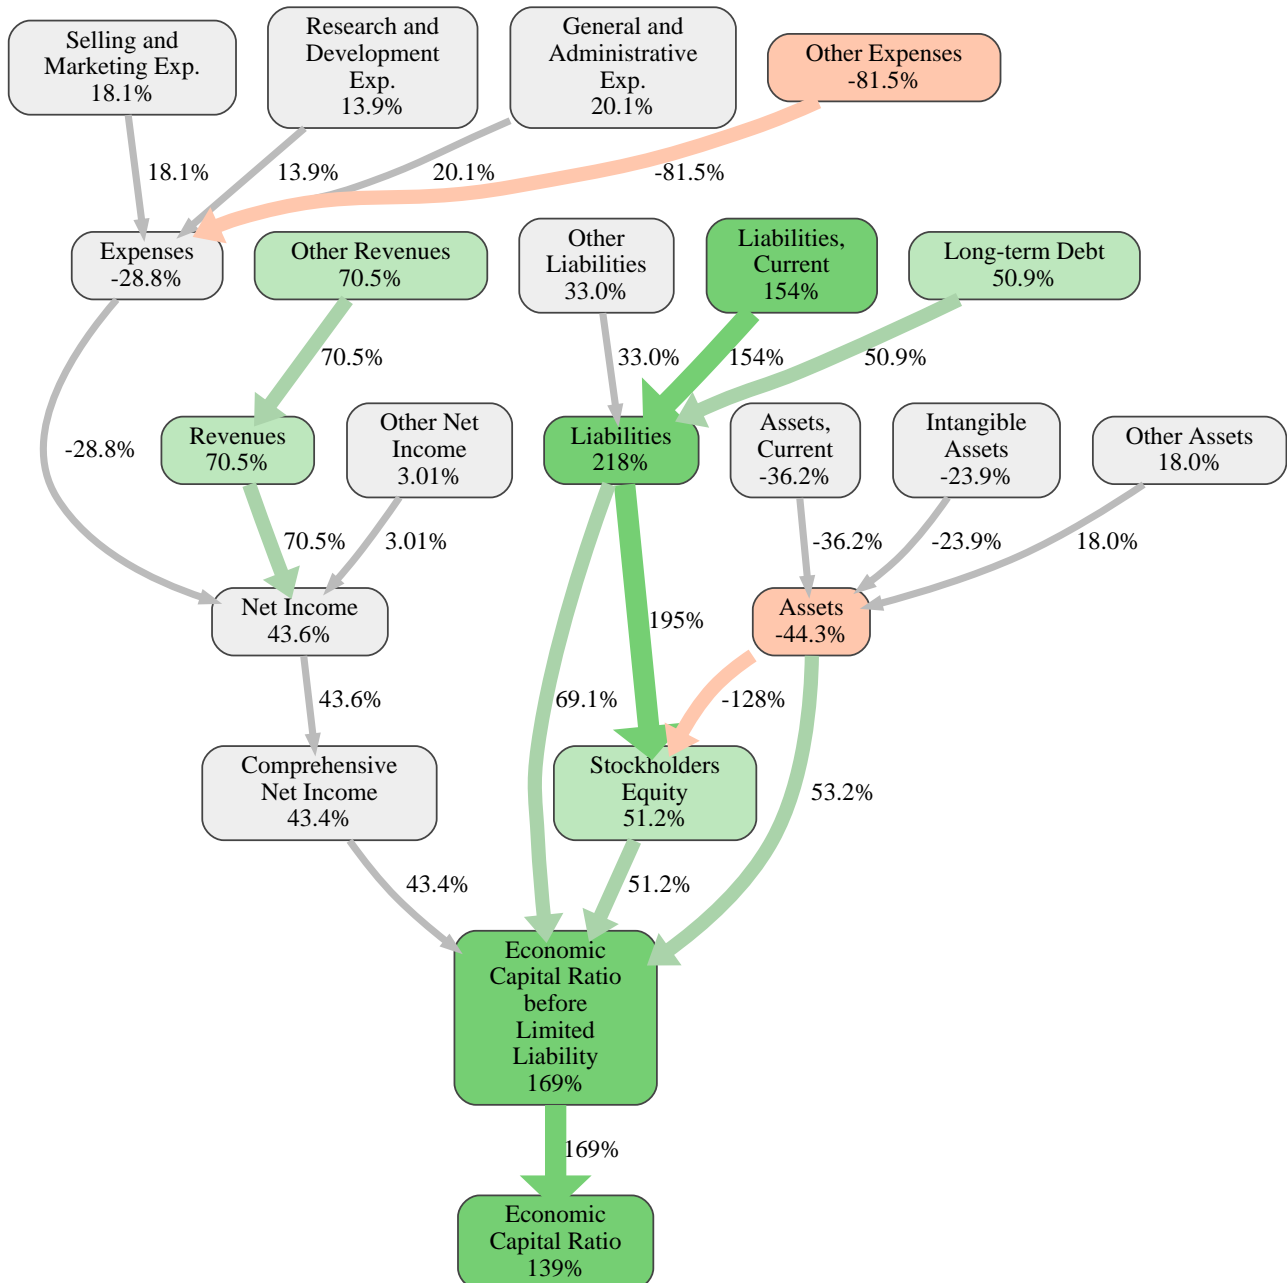 Selling and
Marketing Exp.
18.1%
Research and
Development
Exp.
13.9%
General and
Administrative
Exp.
20.1%
Other Expenses
-81.5%
18.1%
13.9%
20.1%
-81.5%
Expenses
-28.8%
Other Revenues
70.5%
Other
Liabilities
33.0%
Liabilities,
Current
154%
Long-term Debt
50.9%
70.5%
33.0%
154%
50.9%
-28.8%
Revenues
70.5%
Other Net
Income
3.01%
Liabilities
218%
Assets,
Current
-36.2%
Intangible
Assets
-23.9%
Other Assets
18.0%
70.5%
3.01%
-36.2%
-23.9%
18.0%
Net Income
43.6%
195%
Assets
-44.3%
43.6%
69.1%
-128%
Comprehensive
Net Income
43.4%
Stockholders
Equity
51.2%
53.2%
43.4%
51.2%
Economic
Capital Ratio
before
Limited
Liability
169%
169%
Economic
Capital Ratio
139%